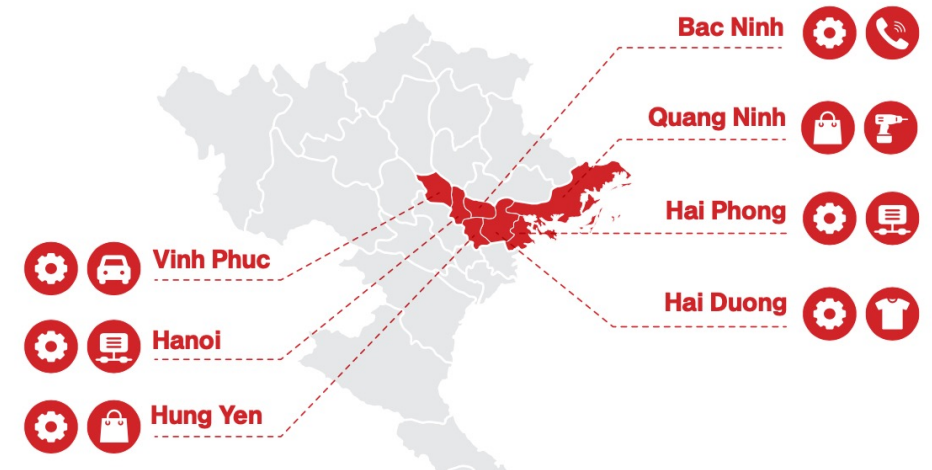 Bac Ninh
Quang Ninh
Hai Phong
Vinh Phuc
Hai Duong
Hanoi
Hung Yen